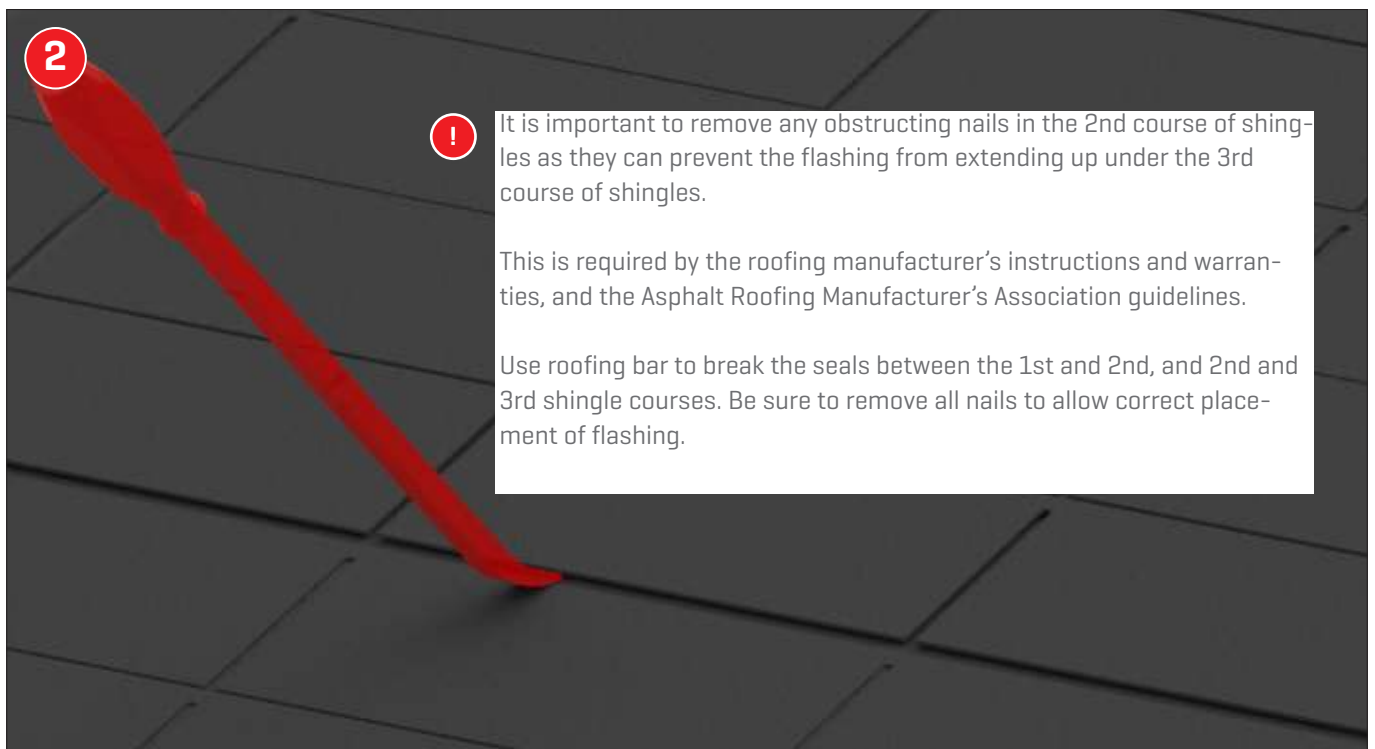 2
!
It is important to remove any obstructing nails in the 2nd course of shing-
les as they can prevent the flashing from extending up under the 3rd
course of shingles.
This is required by the roofing manufacturer's instructions and warran-
ties, and the Asphalt Roofing Manufacturer's Association guidelines.
Use roofing bar to break the seals between the 1st and 2nd, and 2nd and
3rd shingle courses. Be sure to remove all nails to allow correct place-
ment of flashing.